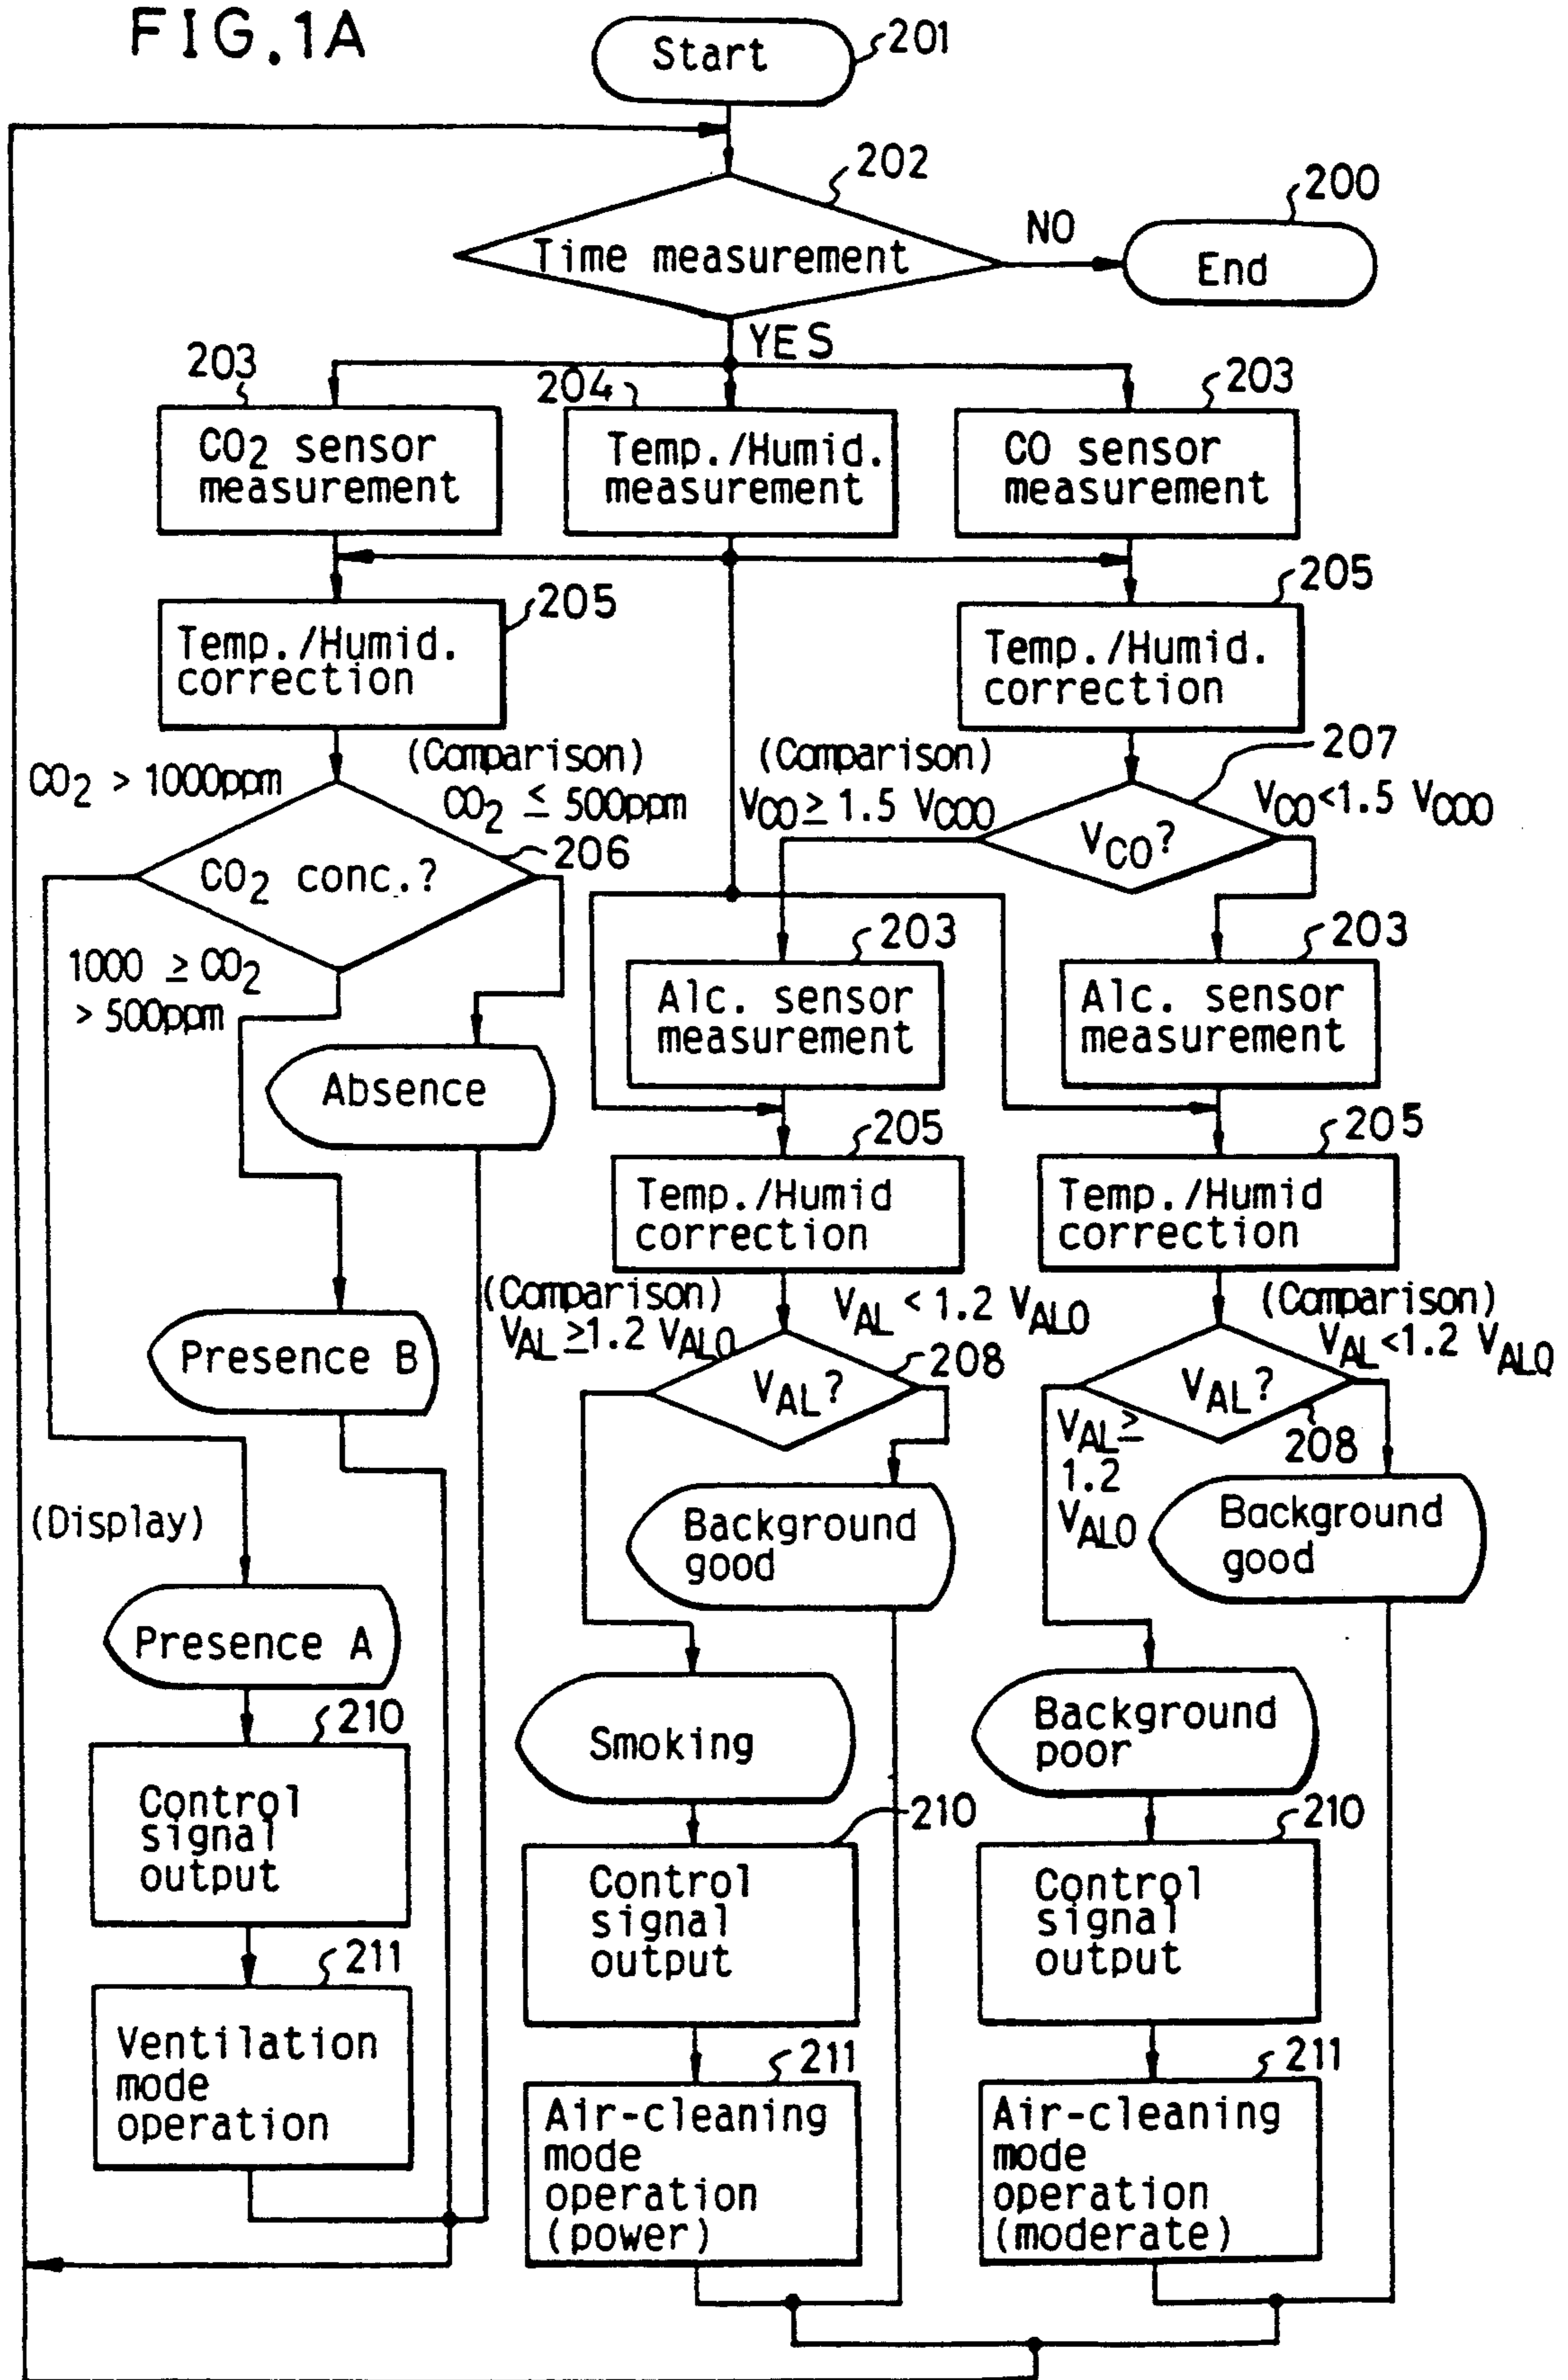 FIG.1A
Start
201
202
200
Time measurement
NO
End
YES
203
204
203
CO2 sensor
measurement
Temp./Humid.
measurement
CO sensor
measurement
205
205
Temp./Humid.
correction
Temp./Humid.
correction
207
CO2 > 1000ppm
(Comparison)
CO2 ≤ 500ppm
(Comparison)
VCO ≥ 1.5 VCOO
VCO<1.5 VCOO
206
CO2 conc.?
VCO?
1000 ≥ CO2
> 500ppm
203
203
Alc. sensor
measurement
Alc. sensor
measurement
Absence
205
205
Temp./Humid
correction
Temp./Humid
correction
(Comparison)
VAL ≥1.2 VALO
VAL < 1.2 VALO
(Comparison)
VAL<1.2 VALO
Presence B
208
VAL?
VAL?
208
VAL ≥
1.2
VALO
(Display)
Background
good
Background
good
Presence A
210
Smoking
Background
poor
Control
signal
output
210
210
Control
signal
output
Control
signal
output
211
Ventilation
mode
operation
211
211
Air-cleaning
mode
operation
(power)
Air-cleaning
mode
operation
(moderate)